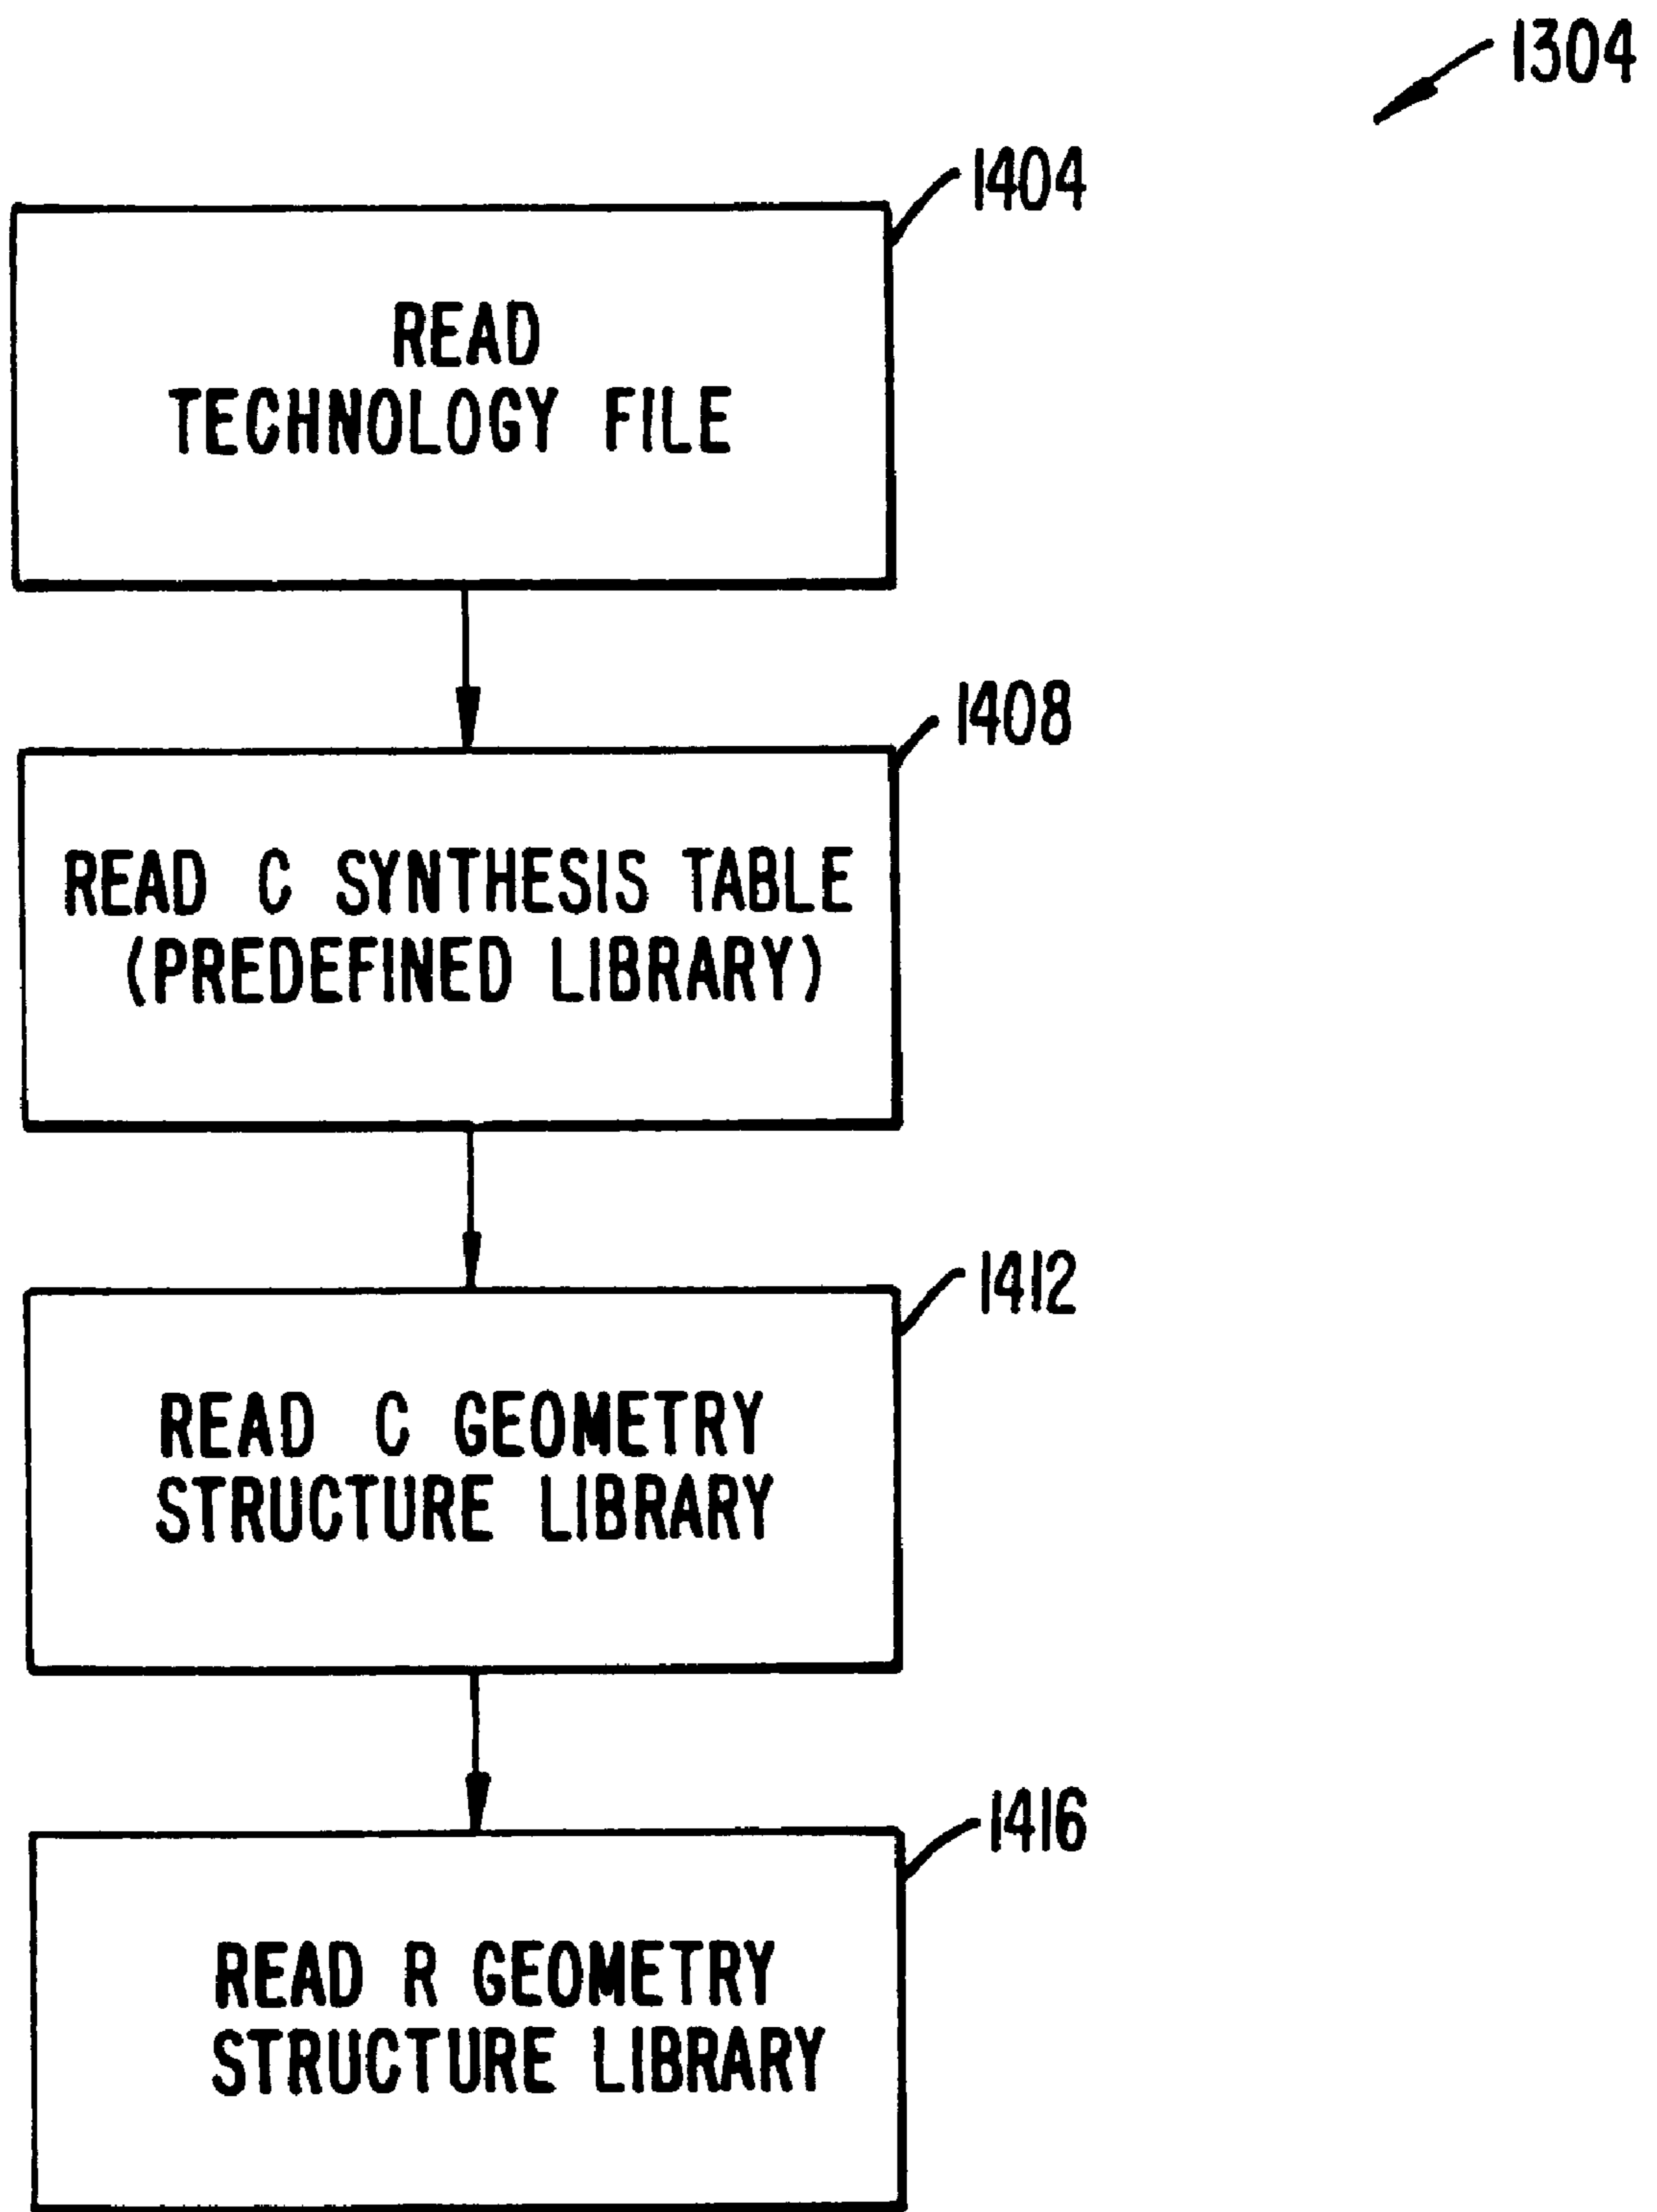 1304
1404
READ
TECHNOLOGY FILE
1408
READ C SYNTHESIS TABLE
(PREDEFINED LIBRARY)
1412
READ C GEOMETRY
STRUCTURE LIBRARY
1416
READ R GEOMETRY
STRUCTURE LIBRARY